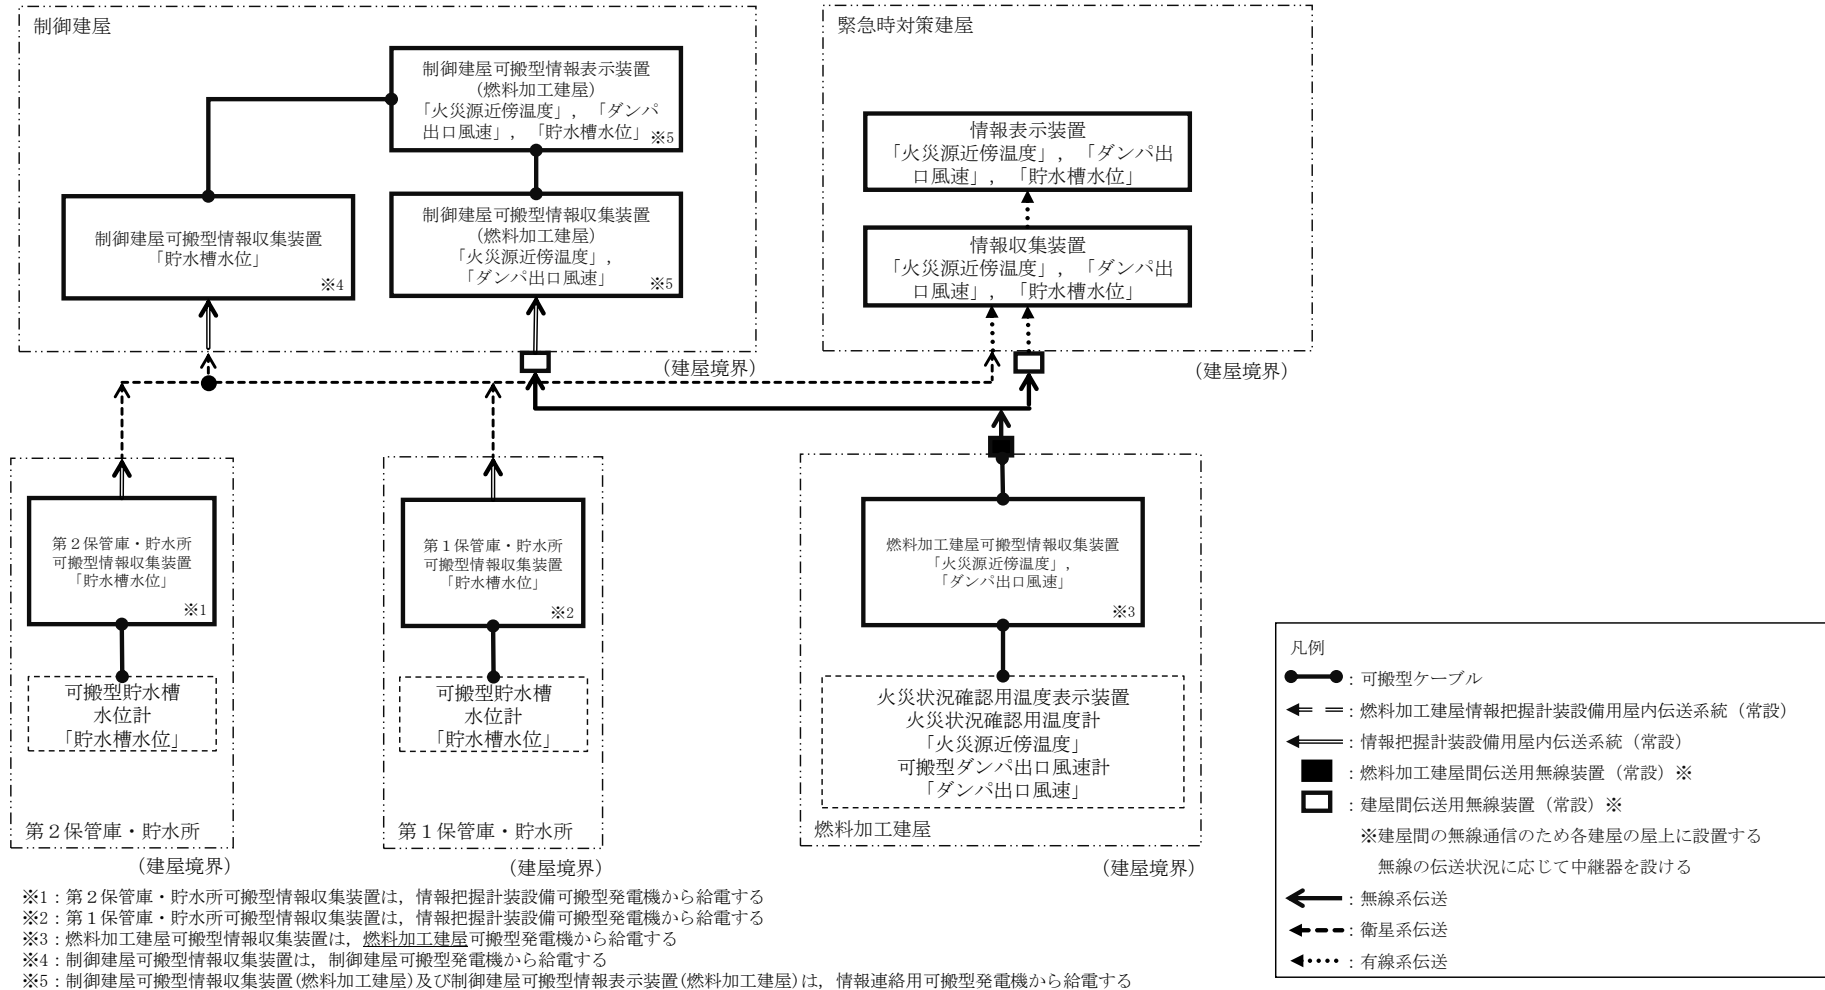 制御建屋
制御建屋可搬型情報表示装置
(燃料加工建屋)
「火災源近傍温度」，「ダンパ
出口風速」，「貯水槽水位」
※5
制御建屋可搬型情報収集装置
「貯水槽水位」
※4
制御建屋可搬型情報収集装置
(燃料加工建屋)
「火災源近傍温度」，
「ダンパ出口風速」
※5
(建屋境界)
緊急時対策建屋
情報表示装置
「火災源近傍温度」，「ダンパ出
口風速」，「貯水槽水位」
情報収集装置
「火災源近傍温度」，「ダンパ出
口風速」，「貯水槽水位」
(建屋境界)
第２保管庫・貯水所
可搬型情報収集装置
「貯水槽水位」
※1
可搬型貯水槽
水位計
「貯水槽水位」
第２保管庫・貯水所
(建屋境界)
第１保管庫・貯水所
可搬型情報収集装置
「貯水槽水位」
※2
可搬型貯水槽
水位計
「貯水槽水位」
第１保管庫・貯水所
(建屋境界)
燃料加工建屋可搬型情報収集装置
「火災源近傍温度」，
「ダンパ出口風速」
※3
火災状況確認用温度表示装置
火災状況確認用温度計
「火災源近傍温度」
可搬型ダンパ出口風速計
「ダンパ出口風速」
燃料加工建屋
(建屋境界)
凡例
：可搬型ケーブル
：燃料加工建屋情報把握計装設備用屋内伝送系統（常設）
：情報把握計装設備用屋内伝送系統（常設）
：燃料加工建屋間伝送用無線装置（常設）※
：建屋間伝送用無線装置（常設）※
※建屋間の無線通信のため各建屋の屋上に設置する
無線の伝送状況に応じて中継器を設ける
：無線系伝送
：衛星系伝送
：有線系伝送
※1：第２保管庫・貯水所可搬型情報収集装置は，情報把握計装設備可搬型発電機から給電する
※2：第１保管庫・貯水所可搬型情報収集装置は，情報把握計装設備可搬型発電機から給電する
※3：燃料加工建屋可搬型情報収集装置は，燃料加工建屋可搬型発電機から給電する
※4：制御建屋可搬型情報収集装置は，制御建屋可搬型発電機から給電する
※5：制御建屋可搬型情報収集装置(燃料加工建屋)及び制御建屋可搬型情報表示装置(燃料加工建屋)は，情報連絡用可搬型発電機から給電する